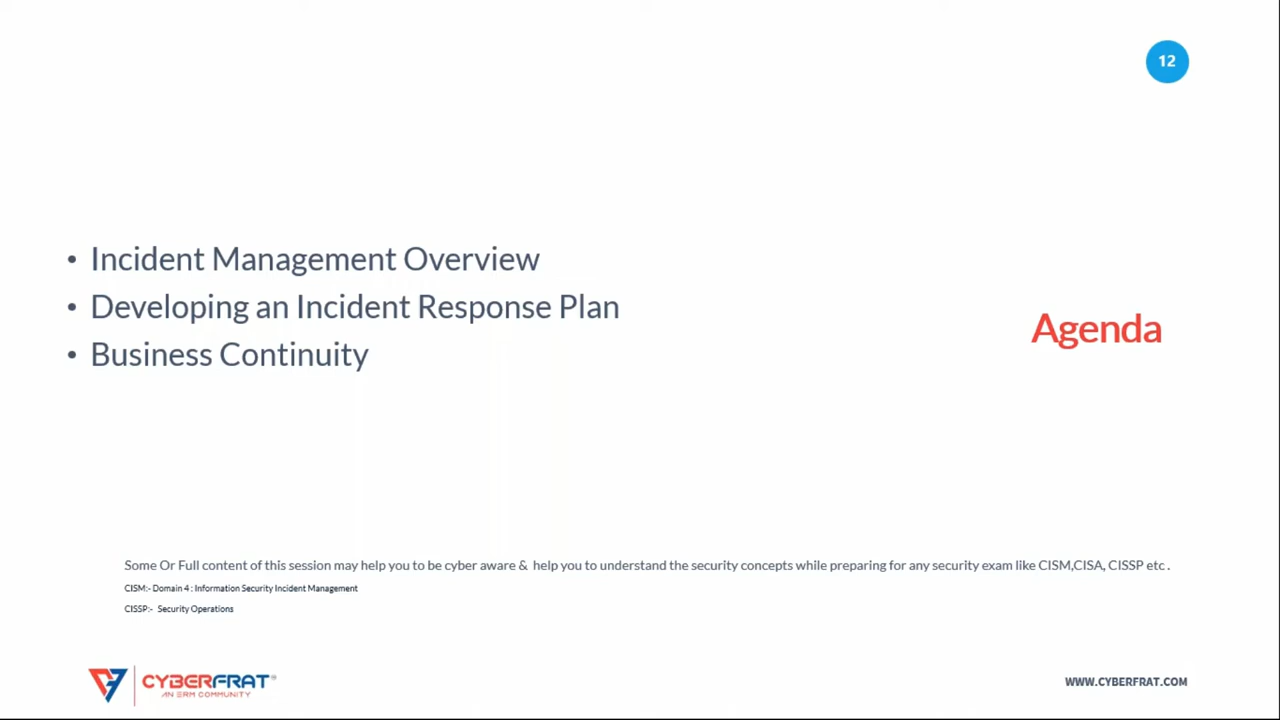 12
• Incident Management Overview
• Developing an Incident Response Plan
• Business Continuity
Agenda
Some Or Full content of this session may help you to be cyber aware & help you to understand the security concepts while preparing for any security exam like CISM,CISA, CISSP etc .
CISM:- Domain 4 : Information Security Incident Management
CISSP:- Security Operations
CYBERFRAT
AN ERM COMMUNITY
WWW.CYBERFRAT.COM